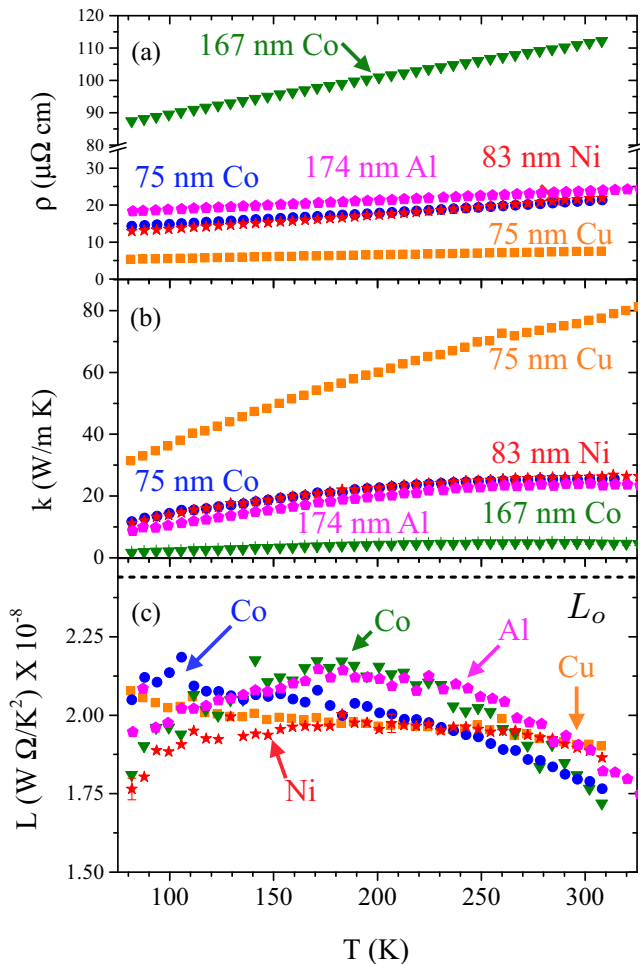 120
110
100
90
80
30
20
10
0
ρ (μΩ cm)
(a)
167 nm Co
75 nm Co
174 nm Al
83 nm Ni
75 nm Cu
80
60
40
20
0
k (W/m K)
(b)
75 nm Cu
75 nm Co
83 nm Ni
174 nm Al
167 nm Co
2.25
2.00
1.75
1.50
L (W Ω/K²) X 10⁻⁸
(c)
L₀
Co
Co
Al
Cu
Ni
100
150
200
250
300
T (K)